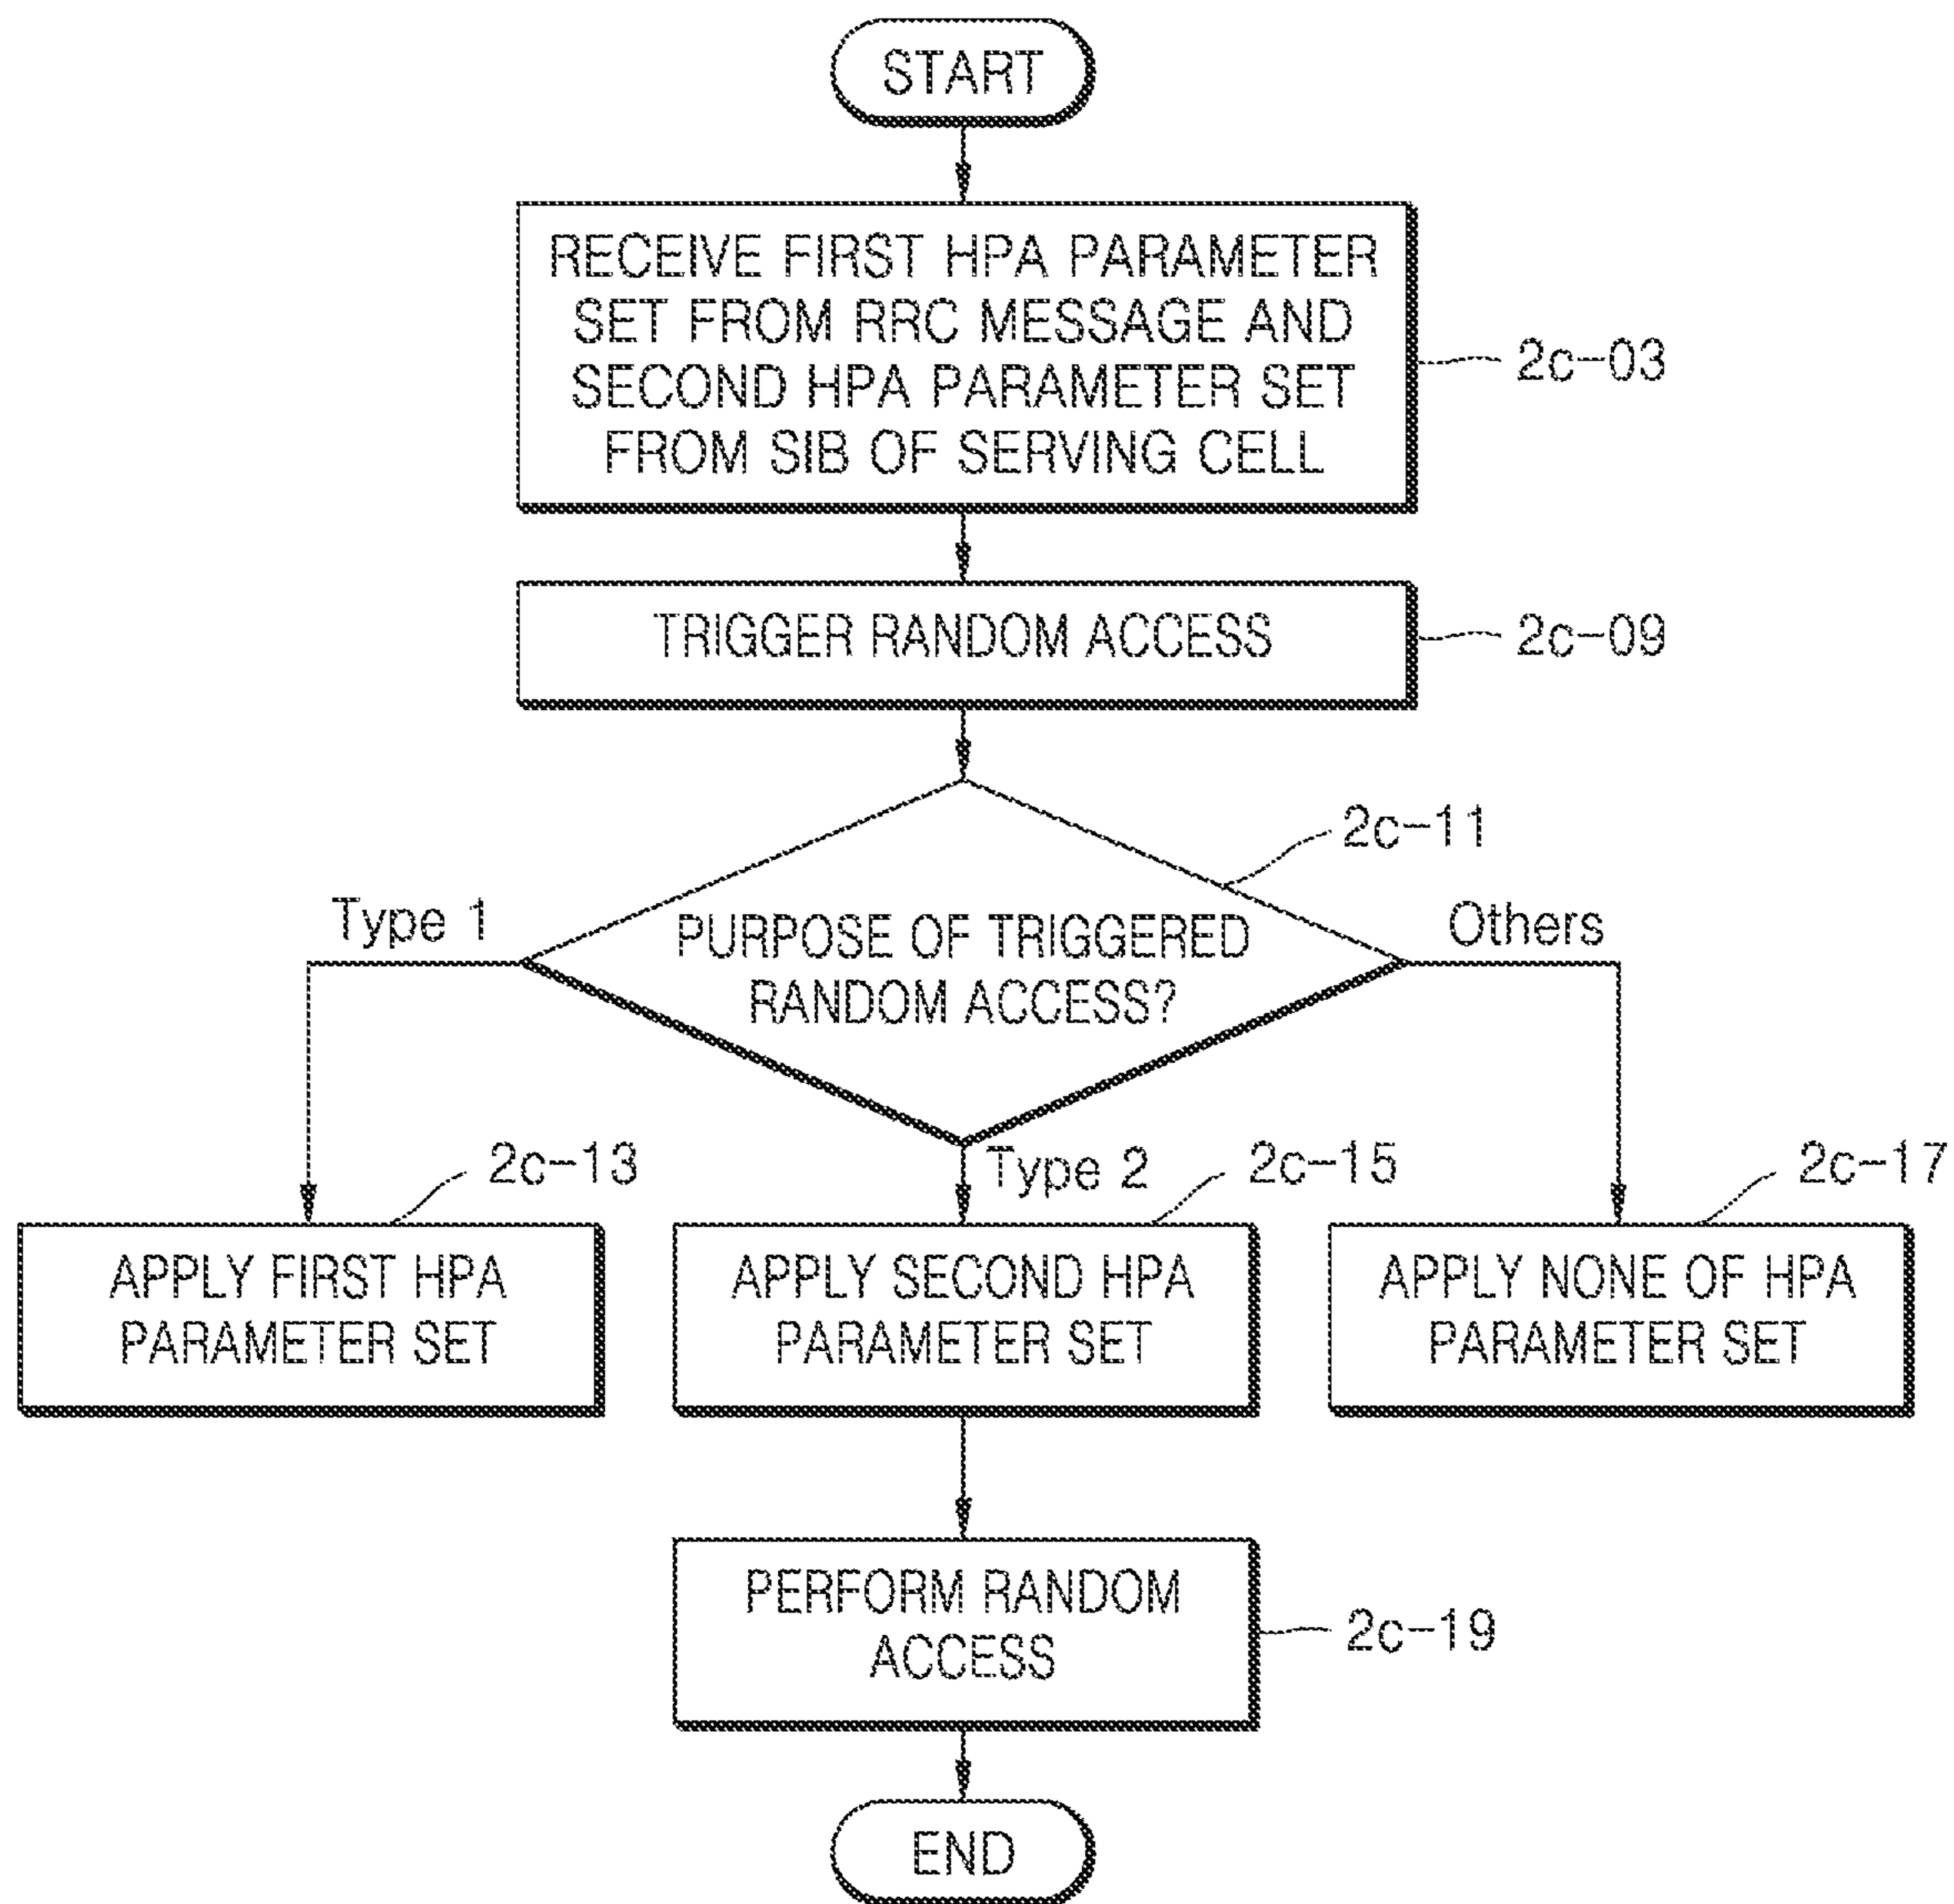 START
RECEIVE FIRST HPA PARAMETER
SET FROM RRC MESSAGE AND
SECOND HPA PARAMETER SET
FROM SIB OF SERVING CELL
2c-03
TRIGGER RANDOM ACCESS
2c-09
2c-11
Type 1
PURPOSE OF TRIGGERED
RANDOM ACCESS?
Others
Type 2
2c-13
APPLY FIRST HPA
PARAMETER SET
2c-15
APPLY SECOND HPA
PARAMETER SET
2c-17
APPLY NONE OF HPA
PARAMETER SET
PERFORM RANDOM
ACCESS
2c-19
END